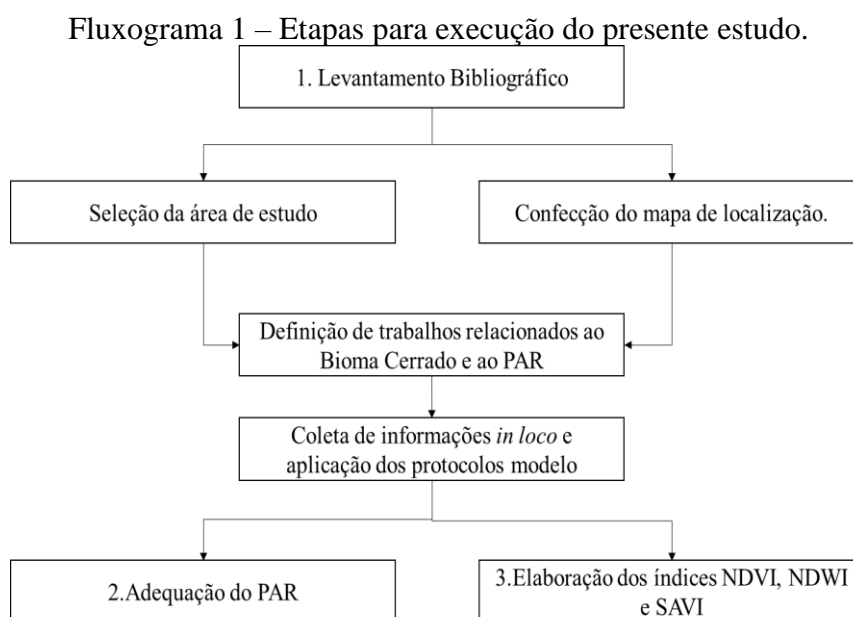 Fluxograma 1 – Etapas para execução do presente estudo.
1. Levantamento Bibliográfico
Seleção da área de estudo
Confecção do mapa de localização.
Definição de trabalhos relacionados ao
Bioma Cerrado e ao PAR
Coleta de informações in loco e
aplicação dos protocolos modelo
2.Adequação do PAR
3.Elaboração dos índices NDVI, NDWI
e SAVI